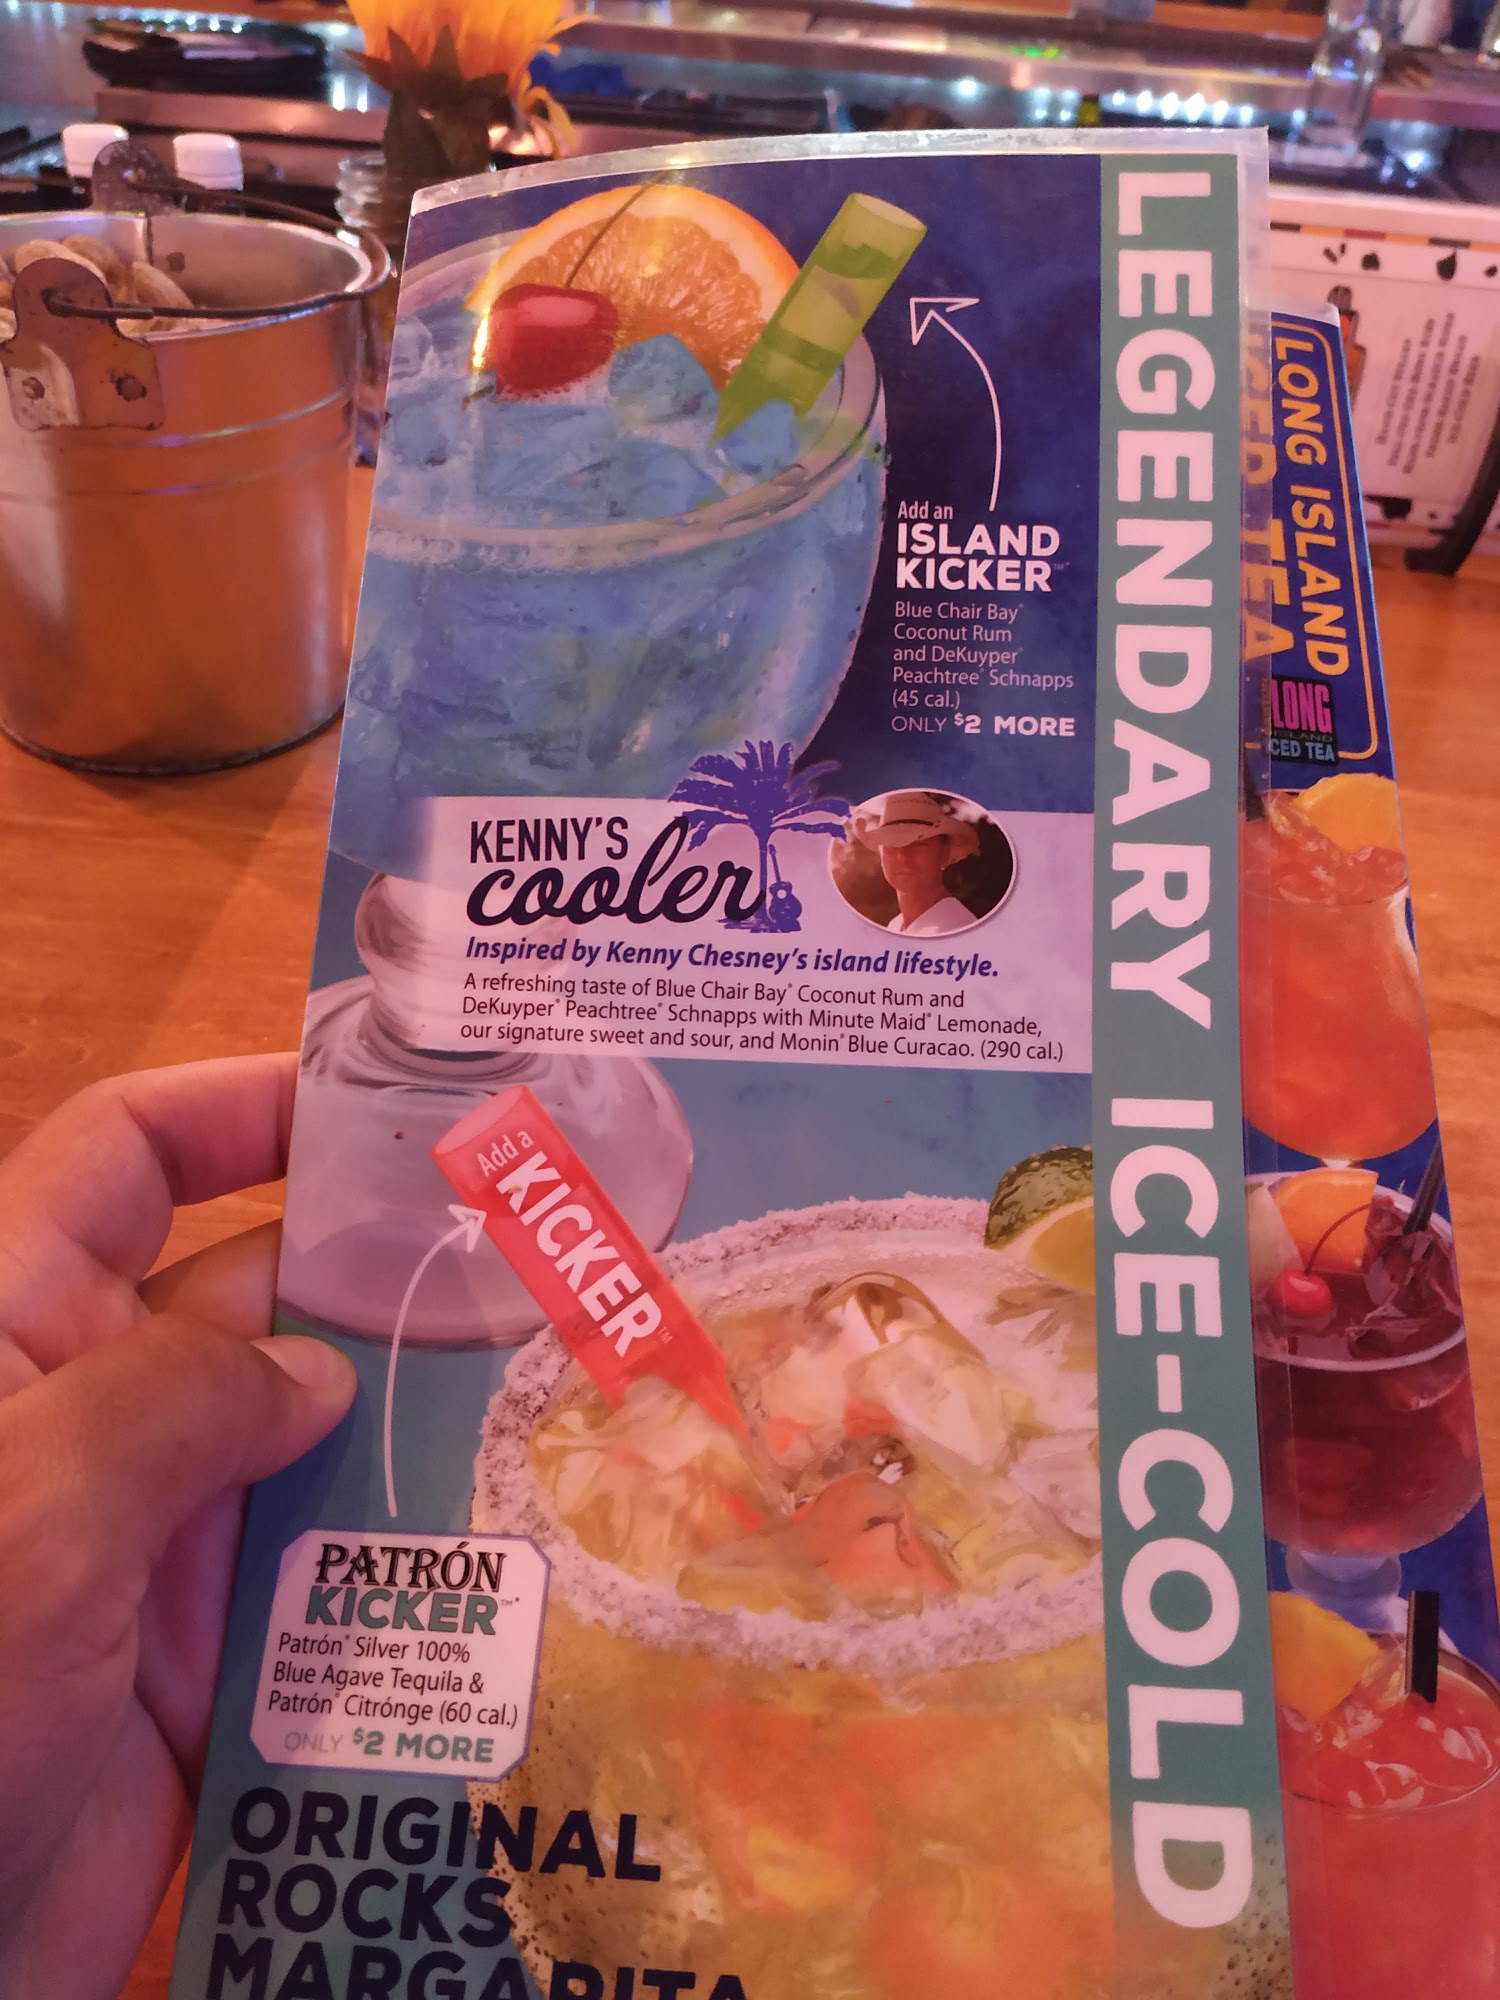 LEGENDARY ICE-COLD
Add an
ISLAND
KICKER™
Blue Chair Bay®
Coconut Rum
and DeKuyper®
Peachtree® Schnapps
(45 cal.)
ONLY $2 MORE
KENNY'S
cooler
Inspired by Kenny Chesney's island lifestyle.
A refreshing taste of Blue Chair Bay® Coconut Rum and
DeKuyper® Peachtree® Schnapps with Minute Maid® Lemonade,
our signature sweet and sour, and Monin® Blue Curacao. (290 cal.)
Add a
KICKER™
PATRÓN
KICKER™*
Patrón® Silver 100%
Blue Agave Tequila &
Patrón® Citrónge (60 cal.)
ONLY $2 MORE
ORIGINAL
ROCKS
MARGARITA
LONG ISLAND
ICED TEA
LONG
ISLAND
ICED TEA